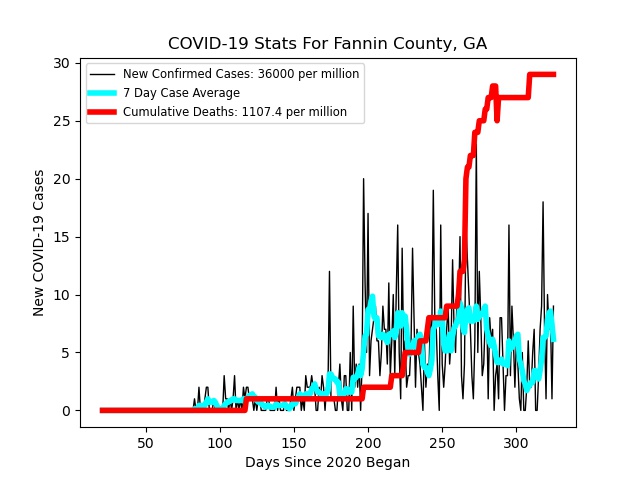 COVID-19 Stats For Fannin County, GA
New Confirmed Cases: 36000 per million
7 Day Case Average
Cumulative Deaths: 1107.4 per million
New COVID-19 Cases
30
25
20
15
10
5
0
50 100 150 200 250 300
Days Since 2020 Began